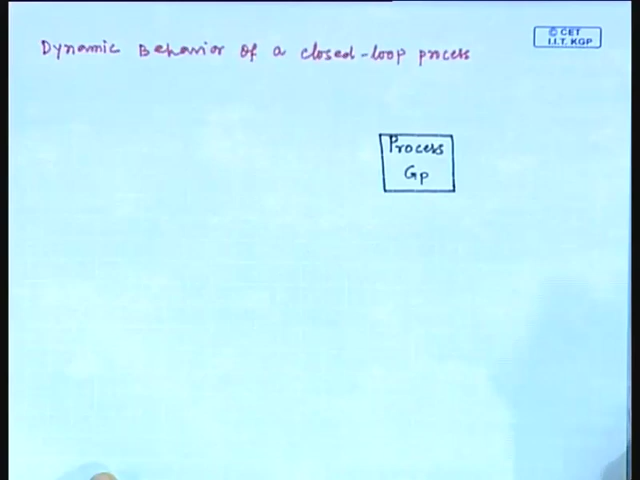 Dynamic Behavior of a closed-loop process
© CET
I.I.T. KGP
Process
Gp